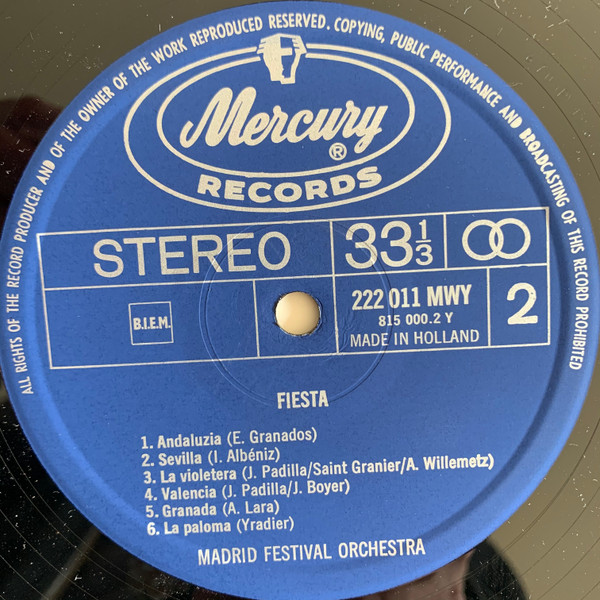 ALL RIGHTS OF THE RECORD PRODUCER AND OF THE OWNER OF THE WORK REPRODUCED RESERVED. COPYING, PUBLIC PERFORMANCE AND BROADCASTING OF THIS RECORD PROHIBITED
Mercury ®
RECORDS
STEREO
33 1/3
B.I.E.M.
222 011 MWY
815 000.2 Y
MADE IN HOLLAND
2
FIESTA
1. Andaluzia (E. Granados)
2. Sevilla (I. Albéniz)
3. La violetera (J. Padilla/Saint Granier/A. Willemetz)
4. Valencia (J. Padilla/J. Boyer)
5. Granada (A. Lara)
6. La paloma (Yradier)
MADRID FESTIVAL ORCHESTRA